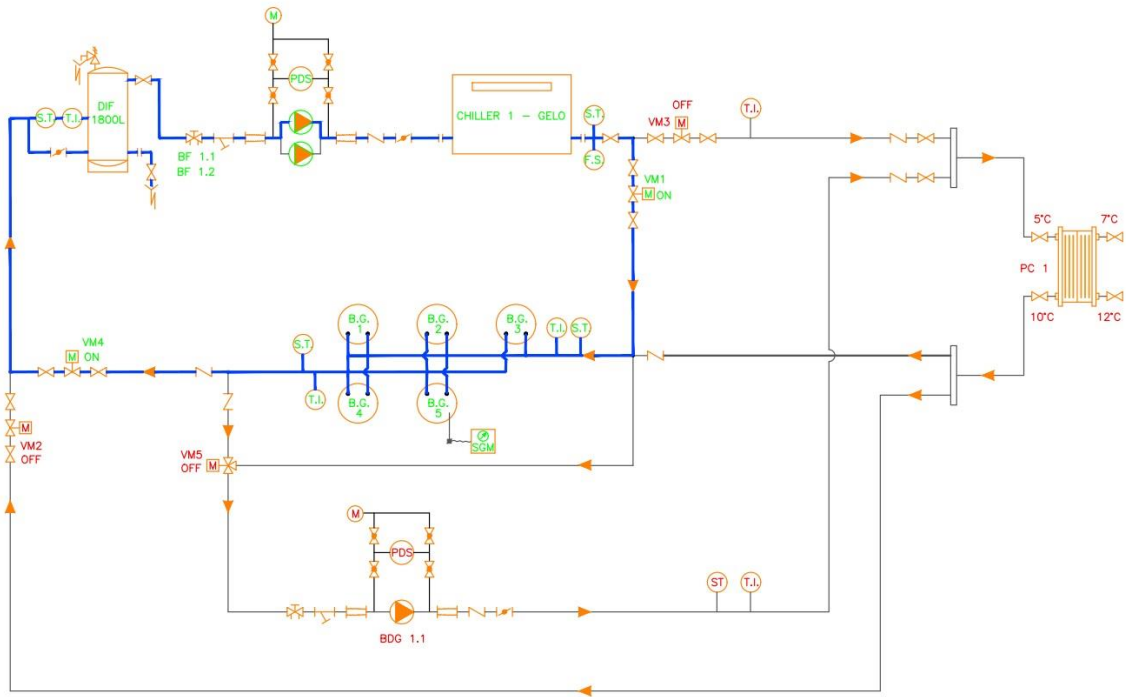 M
DIF
1800L
S.T.
T.I.
PDS
BF 1.1
BF 1.2
CHILLER 1 - GELO
S.T.
F.S.
OFF
VM3
M
T.I.
VM1
M
ON
5°C
7°C
PC 1
10°C
12°C
B.G.
1
B.G.
2
B.G.
3
T.I.
S.T.
S.T.
T.I.
B.G.
4
B.G.
5
SGM
VM4
M
ON
M
VM2
OFF
VM5
OFF
M
M
PDS
BDG 1.1
ST
T.I.